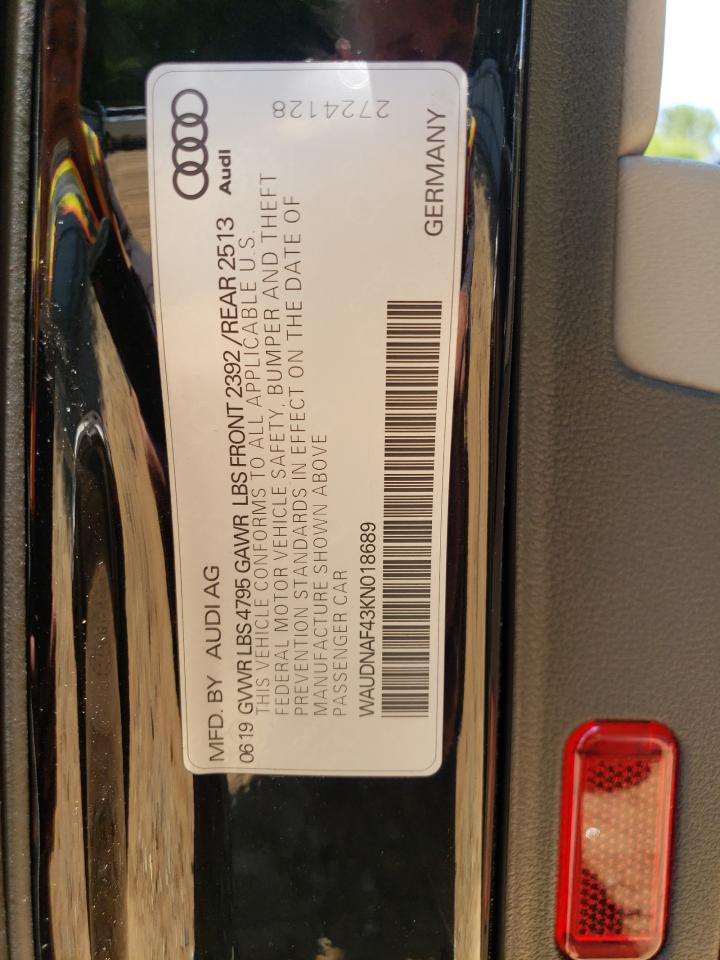 MFD. BY AUDI AG
Audi
0619 GVWR LBS 4795 GAWR LBS FRONT 2392 /REAR 2513
THIS VEHICLE CONFORMS TO ALL APPLICABLE U.S.
FEDERAL MOTOR VEHICLE SAFETY, BUMPER AND THEFT
PREVENTION STANDARDS IN EFFECT ON THE DATE OF
MANUFACTURE SHOWN ABOVE
PASSENGER CAR
WAUDNAF43KN018689
2724128
GERMANY